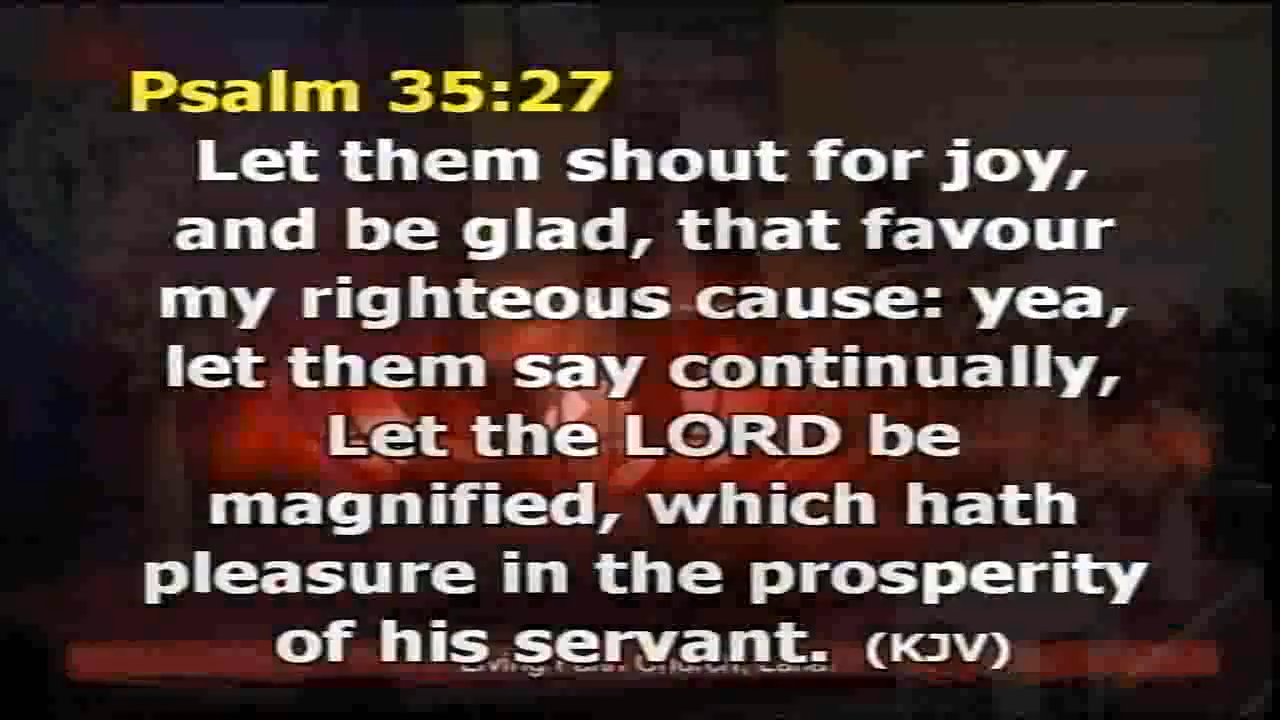 Psalm 35:27
Let them shout for joy,
and be glad, that favour
my righteous cause: yea,
let them say continually,
Let the LORD be
magnified, which hath
pleasure in the prosperity
of his servant. (KJV)
Church,